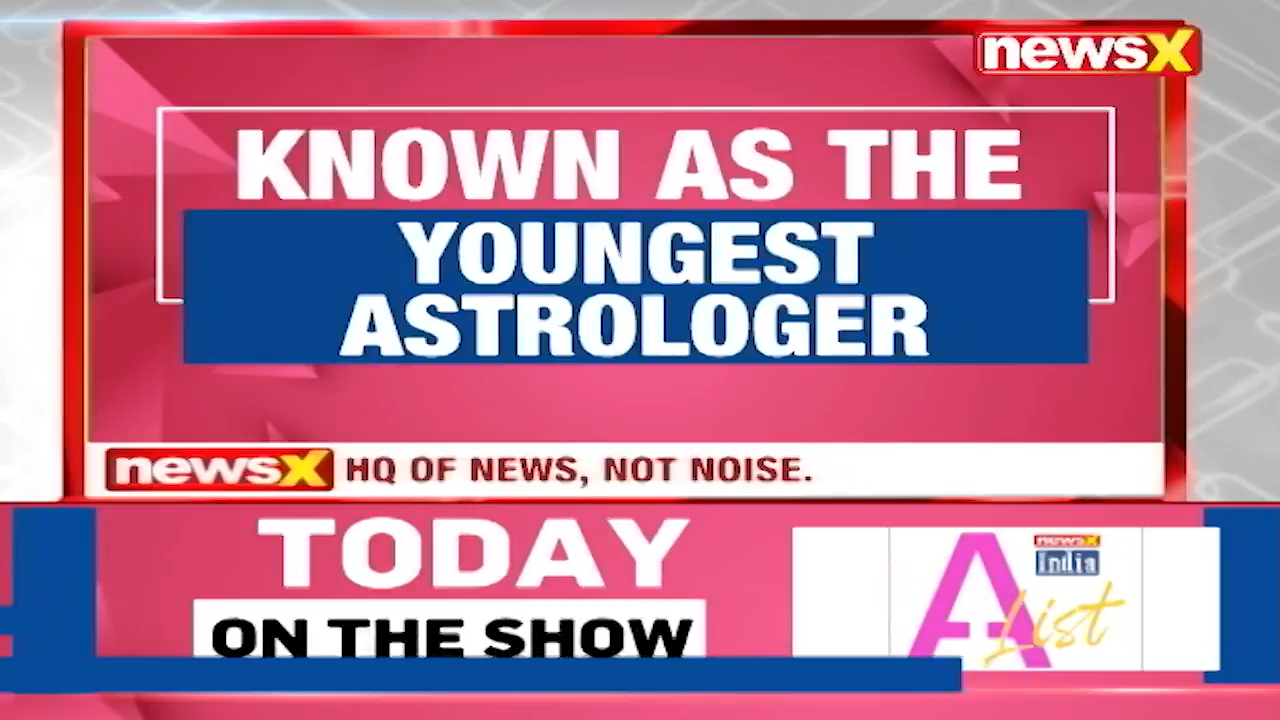 newsX
KNOWN AS THE
YOUNGEST
ASTROLOGER
newsX HQ OF NEWS, NOT NOISE.
TODAY
ON THE SHOW
newsX
India
A List